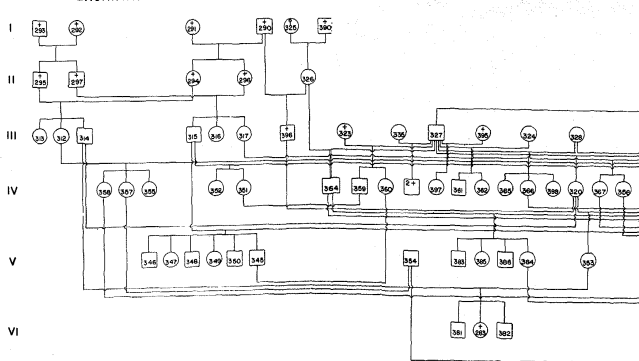 I + 293 + 292 + 291 + 290 + 325 + 390
II + 295 + 297 + 294 + 296 326
III 313 312 314 315 316 317 + 396 + 323 335 327 + 395 324 328
IV 358 357 355 352 351 364 359 360 2+ 397 361 362 365 366 398 320 367 356
V 346 347 348 349 350 345 354 383 385 386 384 353
VI 381 + 283 382